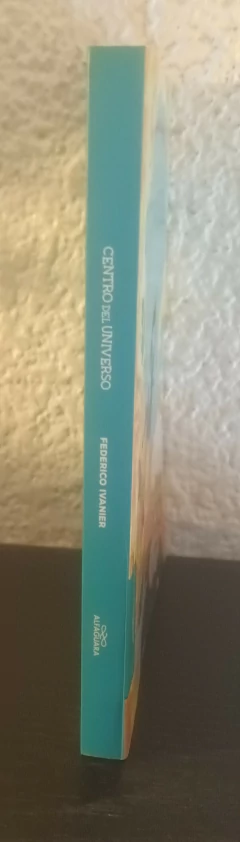 CENTRO DEL UNIVERSO
FEDERICO IVANIER
ALFAGUARA